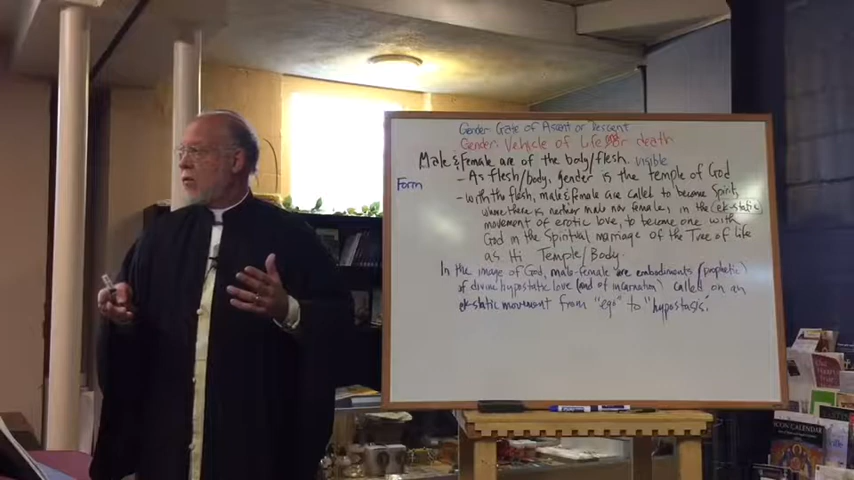 Gender: Gate of Ascent or Descent
Gender: Vehicle of Life or death
Male & Female are of the body/flesh. visible
Form
- As flesh/body, gender is the temple of God
- With the flesh, male & female are called to become Spirit,
where there is neither male nor female, in the (ek-static)
movement of erotic love, to become one with
God in the Spiritual marriage of the Tree of Life
as His Temple/Body
In the image of God, male-female are embodiments (prophetic)
of divine hypostatic love (and of incarnation) called on an
ek-static movement from "ego" to "hypostasis".
ICON CALENDAR